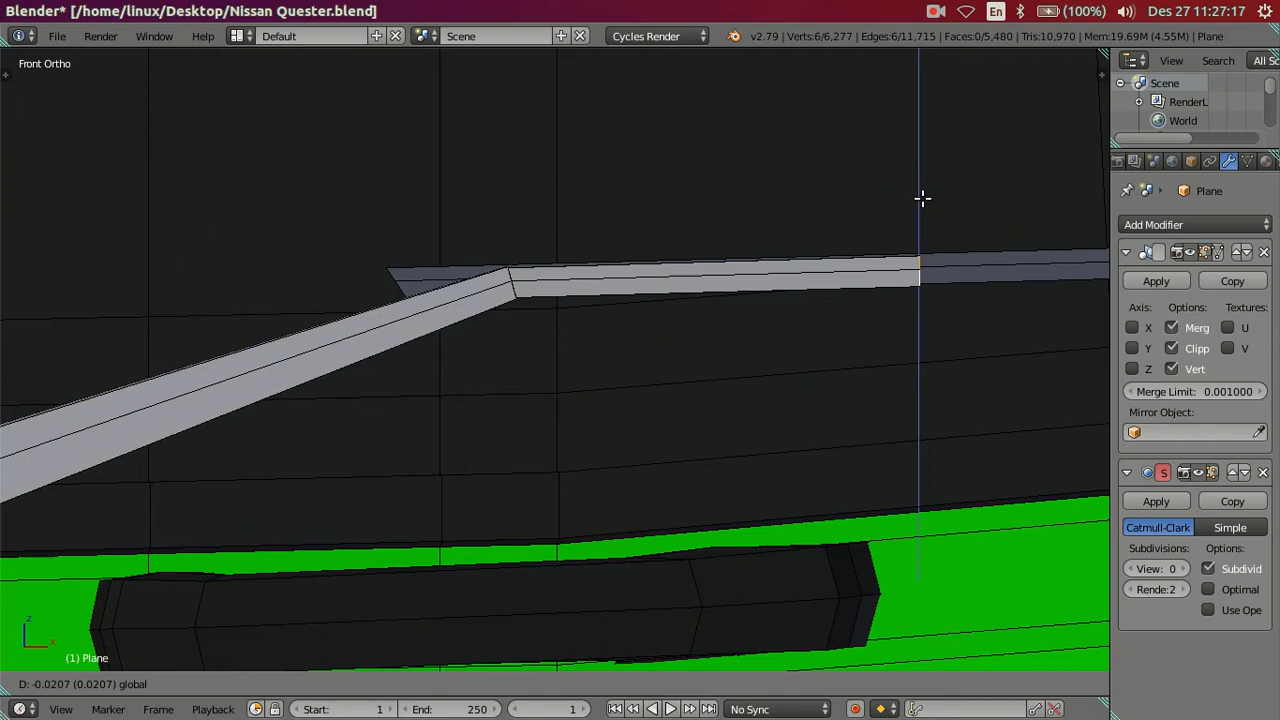 Blender* [/home/linux/Desktop/Nissan Quester.blend] En (100%) Des 27 11:27:17
File Render Window Help Default Scene Cycles Render v2.79 | Verts:6/6,277 | Edges:6/11,715 | Faces:0/5,480 | Tris:10,970 | Mem:19.69M (4.55M) | Plane
Front Ortho
View Search All Sc
Scene
RenderL
World
Plane
Add Modifier
Apply Copy
Axis: Options: Textures:
X Merg U
Y Clipp V
Z Vert
Merge Limit: 0.001000
Mirror Object:
S
Apply Copy
Catmull-Clark Simple
Subdivisions: Options:
View: 0 Subdivid
Rende:2 Optimal
Use Ope
z
x
(1) Plane
D: -0.0207 (0.0207) global
View Marker Frame Playback Start: 1 End: 250 1 No Sync